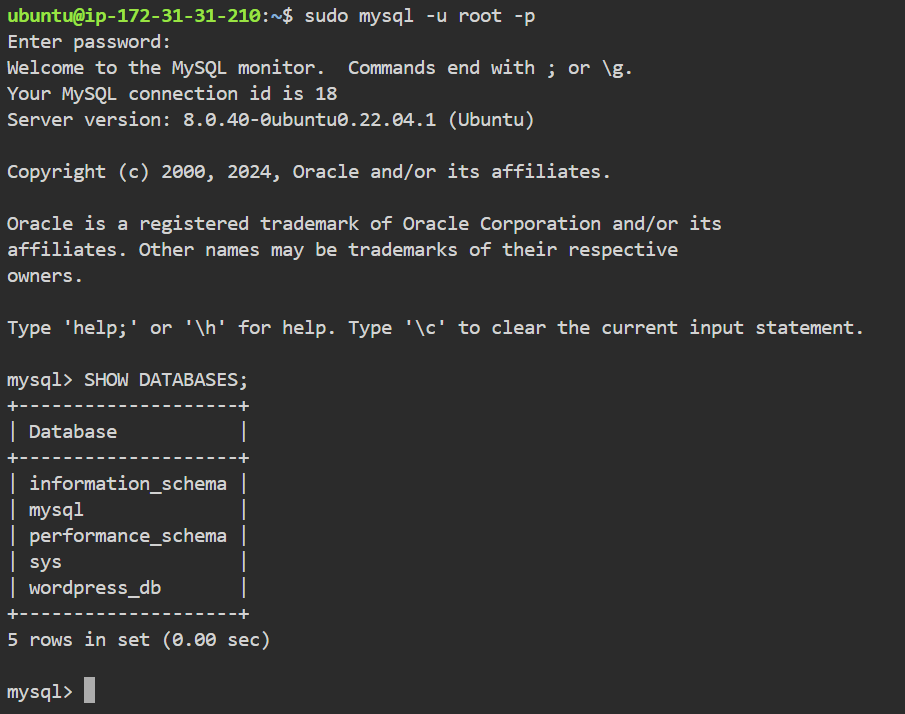 ubuntu@ip-172-31-31-210:~$ sudo mysql -u root -p
Enter password:
Welcome to the MySQL monitor.  Commands end with ; or \g.
Your MySQL connection id is 18
Server version: 8.0.40-0ubuntu0.22.04.1 (Ubuntu)
Copyright (c) 2000, 2024, Oracle and/or its affiliates.
Oracle is a registered trademark of Oracle Corporation and/or its
affiliates. Other names may be trademarks of their respective
owners.
Type 'help;' or '\h' for help. Type '\c' to clear the current input statement.
mysql> SHOW DATABASES;
+--------------------+
| Database           |
+--------------------+
| information_schema |
| mysql              |
| performance_schema |
| sys                |
| wordpress_db       |
+--------------------+
5 rows in set (0.00 sec)
mysql>